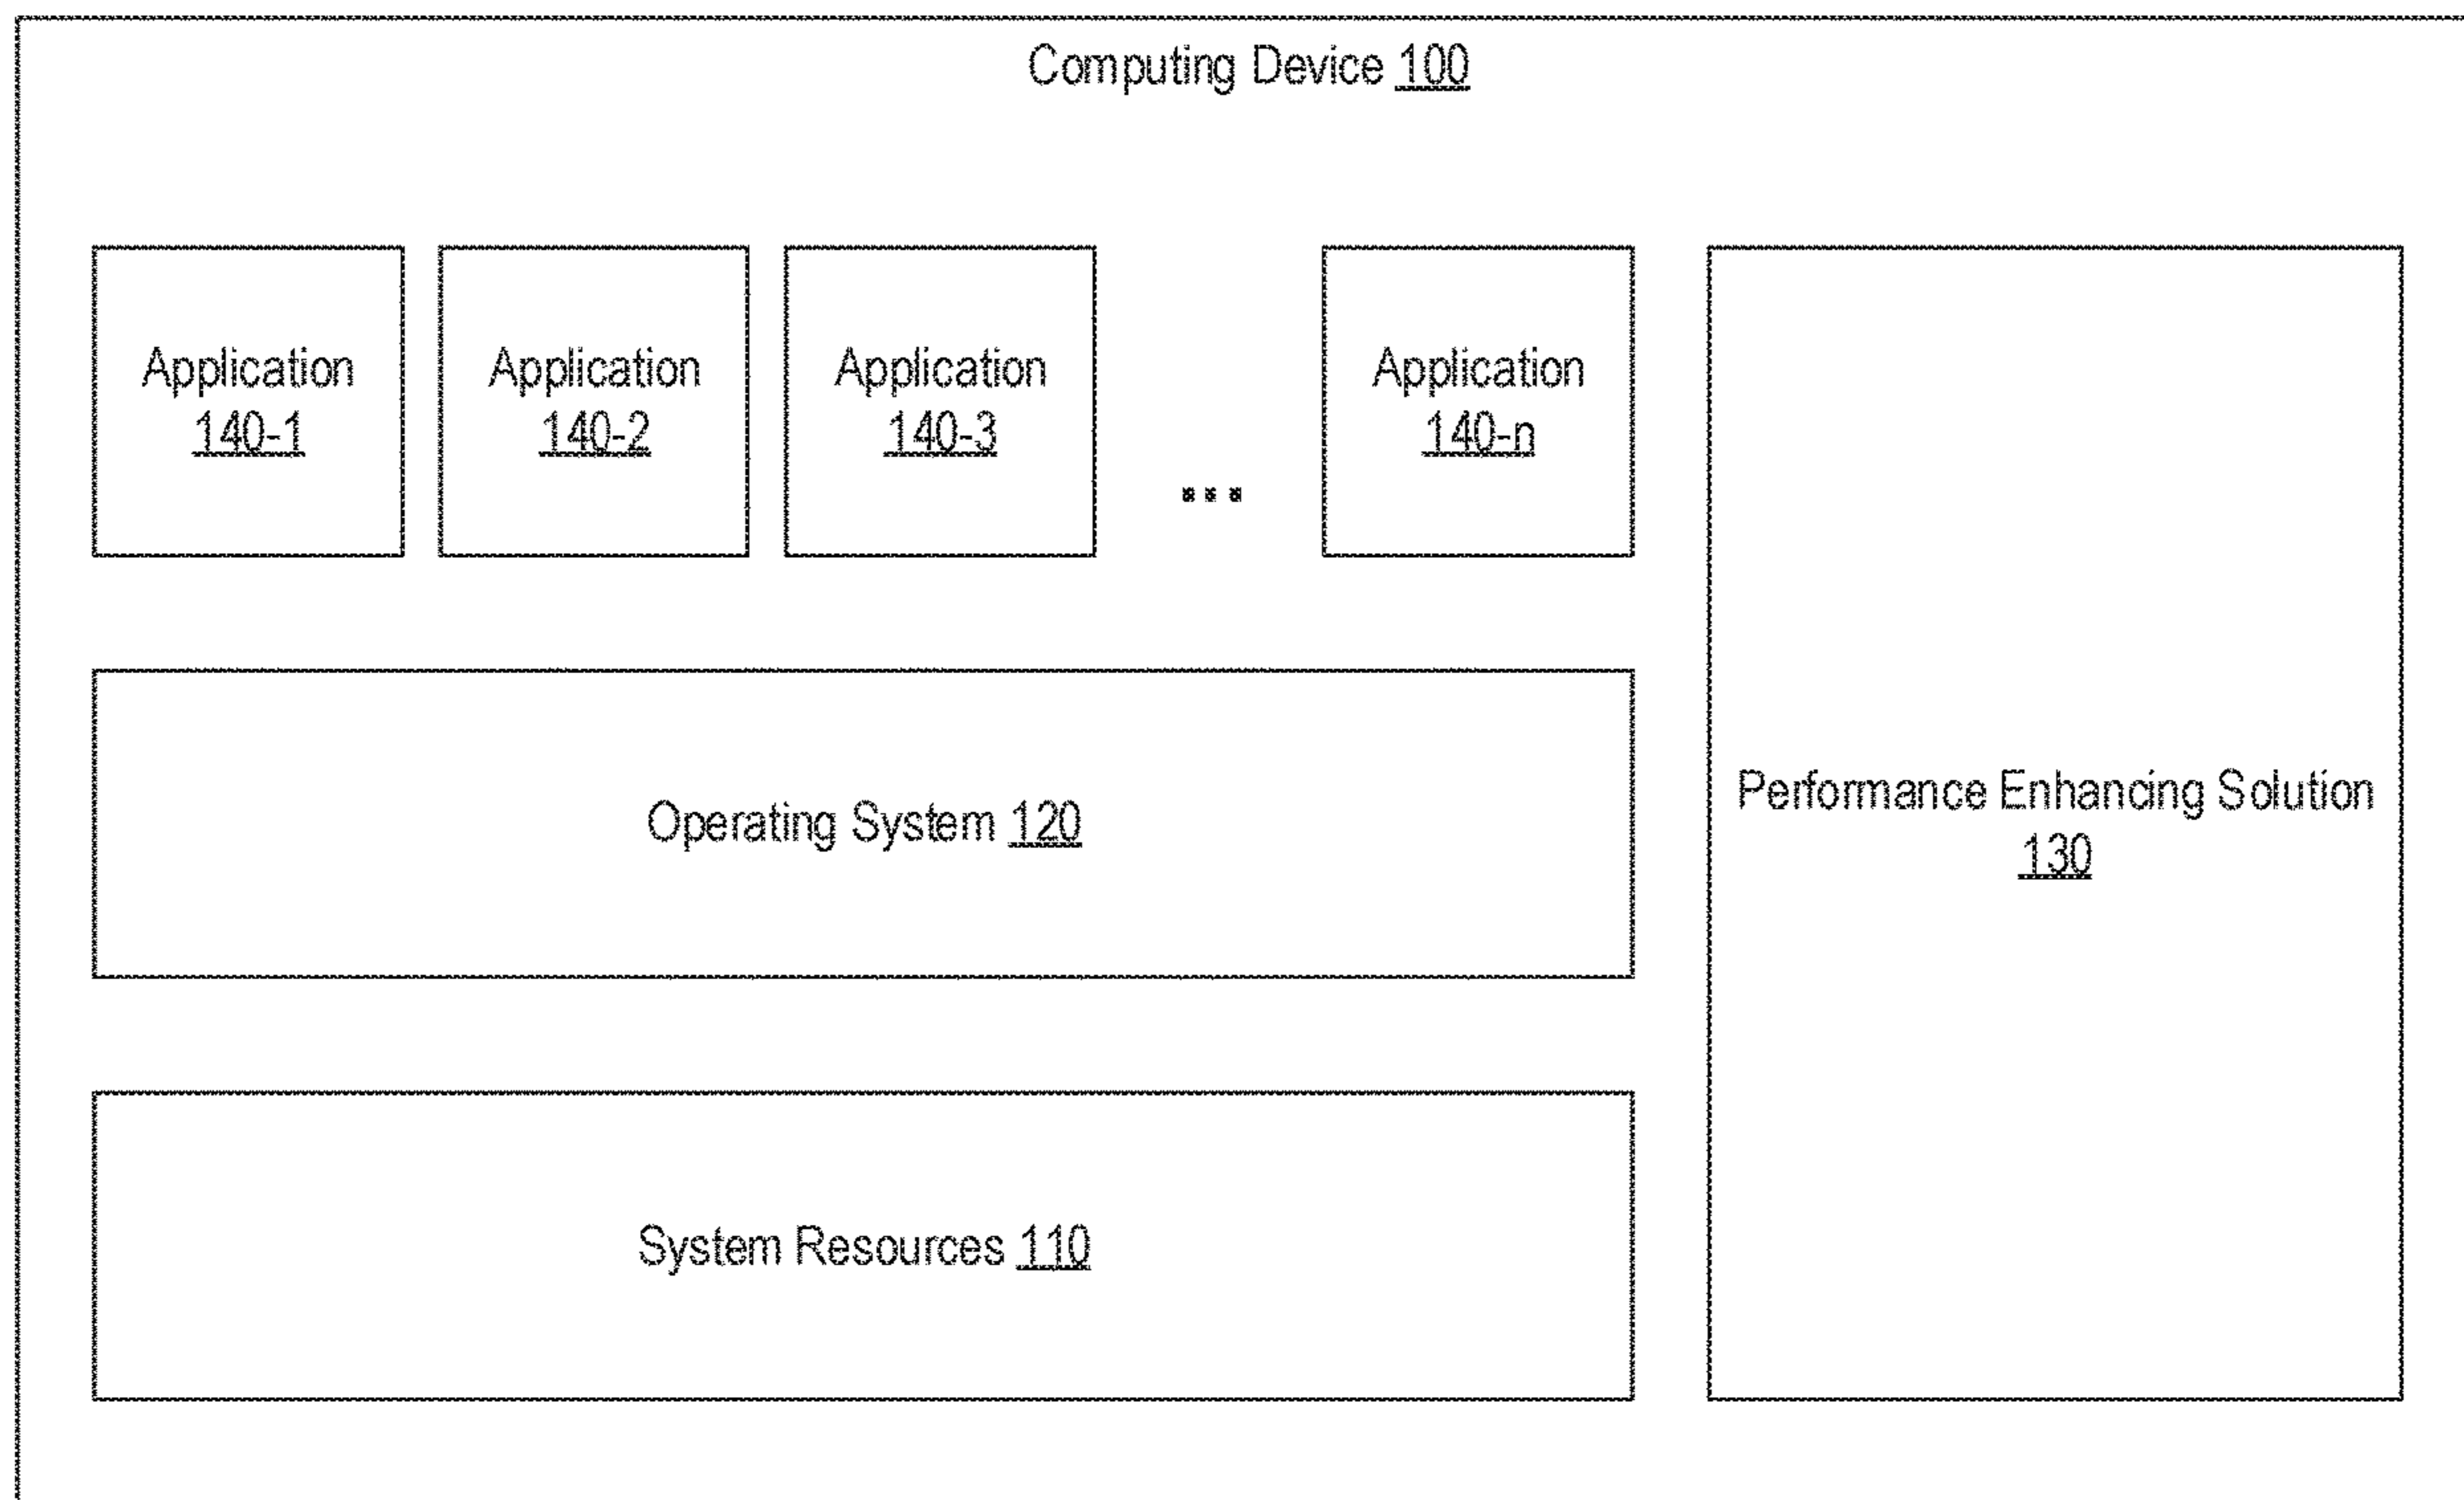 Computing Device 100
Application
140-1
Application
140-2
Application
140-3
...
Application
140-n
Performance Enhancing Solution
130
Operating System 120
System Resources 110